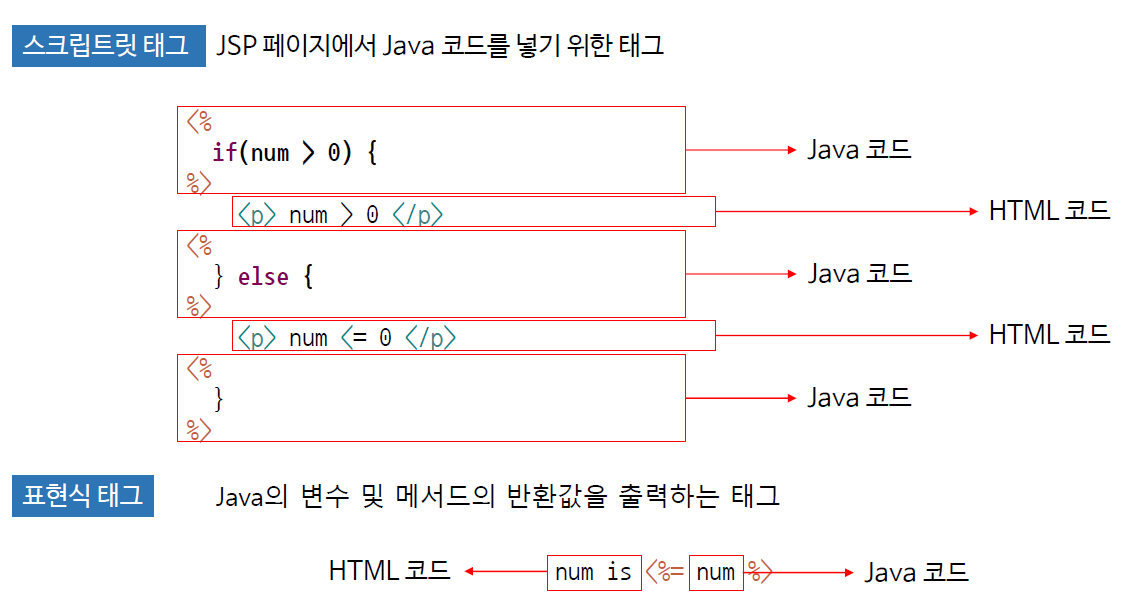 스크립트릿 태그 JSP 페이지에서 Java 코드를 넣기 위한 태그
<%
if(num > 0) { Java 코드
%>
<p> num > 0 </p> HTML 코드
<%
} else { Java 코드
%>
<p> num <= 0 </p> HTML 코드
<%
} Java 코드
%>
표현식 태그 Java의 변수 및 메서드의 반환값을 출력하는 태그
HTML 코드 num is <%= num %> Java 코드